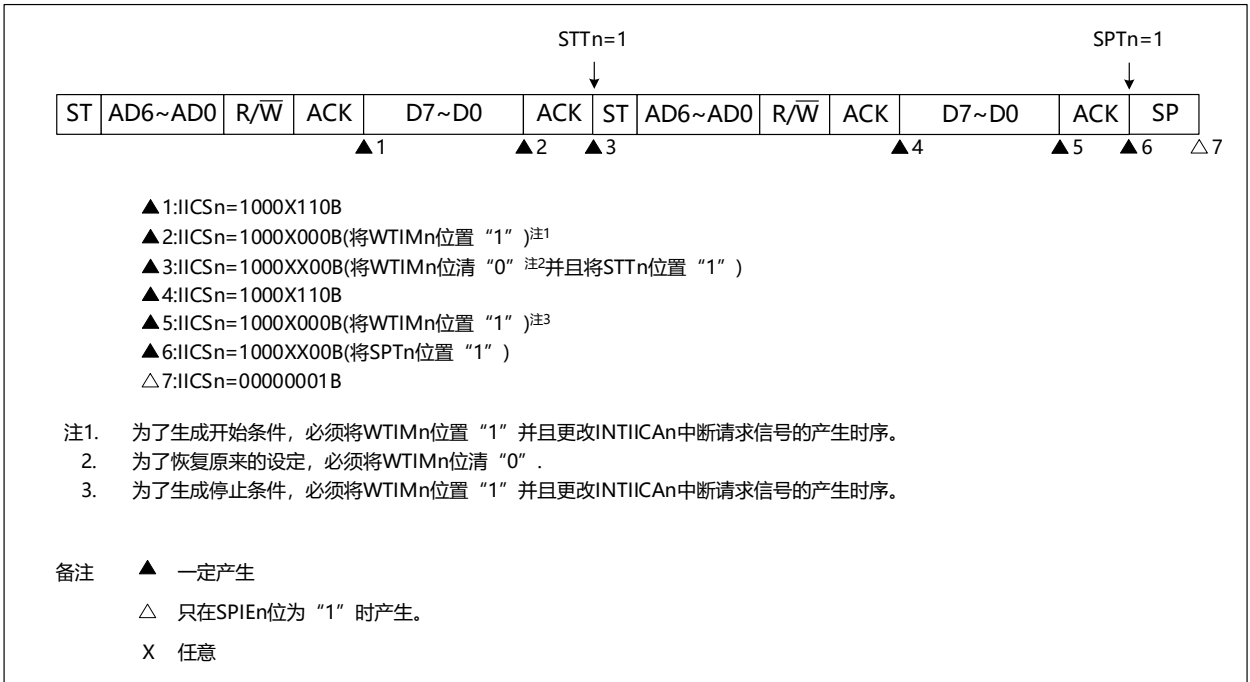 STTn=1 SPTn=1
ST AD6~AD0 R/W̅ ACK D7~D0 ACK ST AD6~AD0 R/W̅ ACK D7~D0 ACK SP
▲1 ▲2 ▲3 ▲4 ▲5 ▲6 △7
▲1:IICSn=1000X110B
▲2:IICSn=1000X000B(将WTIMn位置“1”)注1
▲3:IICSn=1000XX00B(将WTIMn位清“0”注2并且将STTn位置“1”)
▲4:IICSn=1000X110B
▲5:IICSn=1000X000B(将WTIMn位置“1”)注3
▲6:IICSn=1000XX00B(将SPTn位置“1”)
△7:IICSn=00000001B
注1. 为了生成开始条件，必须将WTIMn位置“1”并且更改INTIICAn中断请求信号的产生时序。
2. 为了恢复原来的设定，必须将WTIMn位清“0”.
3. 为了生成停止条件，必须将WTIMn位置“1”并且更改INTIICAn中断请求信号的产生时序。
备注 ▲ 一定产生
△ 只在SPIEn位为“1”时产生。
X 任意